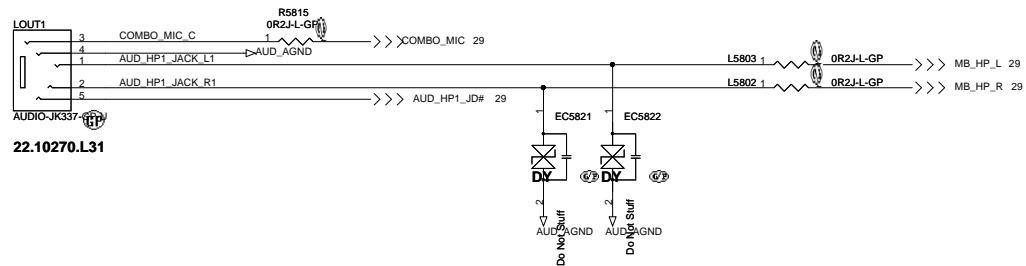 LOUT1
R5815
0R2J-L-GP
3 COMBO_MIC_C 1 COMBO_MIC 29
4 AUD_AGND
1 AUD_HP1_JACK_L1 L5803 1 0R2J-L-GP MB_HP_L 29
2 AUD_HP1_JACK_R1 L5802 1 0R2J-L-GP MB_HP_R 29
5 AUD_HP1_JD# 29
AUDIO-JK337-
GP
22.10270.L31
1 EC5821 1 EC5822
DY DY
2 2
AUD_AGND AUD_AGND
Do Not Stuff Do Not Stuff